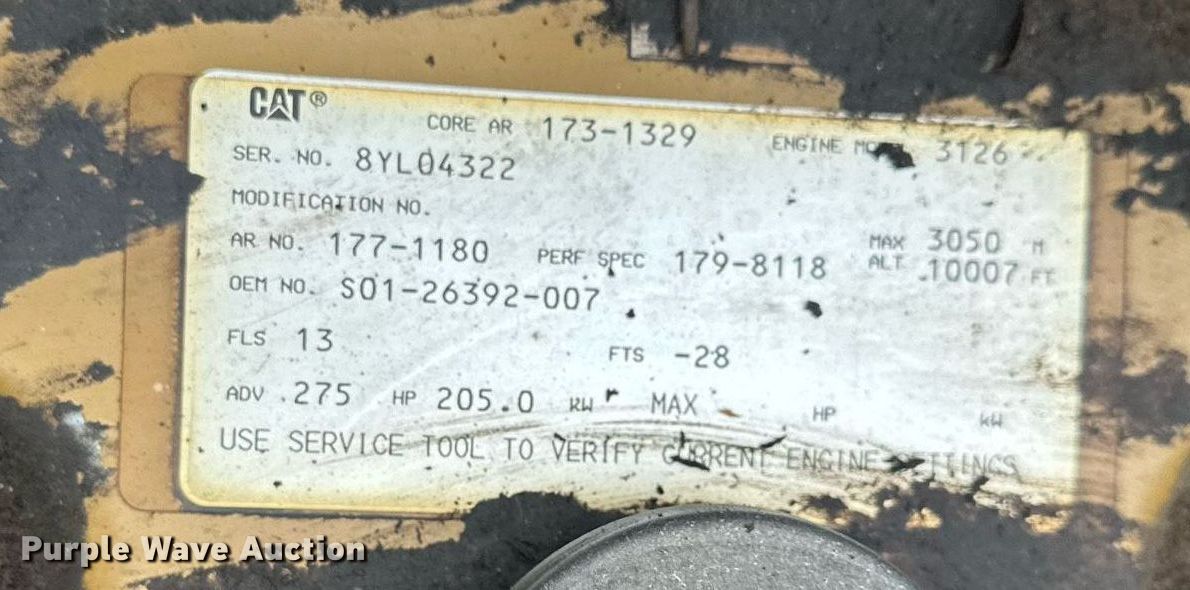 CAT®
CORE AR 173-1329 ENGINE 3126
SER. NO. 8YL04322
MODIFICATION NO.
AR NO. 177-1180 PERF SPEC 179-8118 MAX ALT 3050 M 10007 FT
OEM NO. S01-26392-007
FLS 13 FTS -28
ADV .275 HP 205.0 kW MAX HP kW
USE SERVICE TOOL TO VERIFY CURRENT ENGINE SETTINGS
Purple Wave Auction